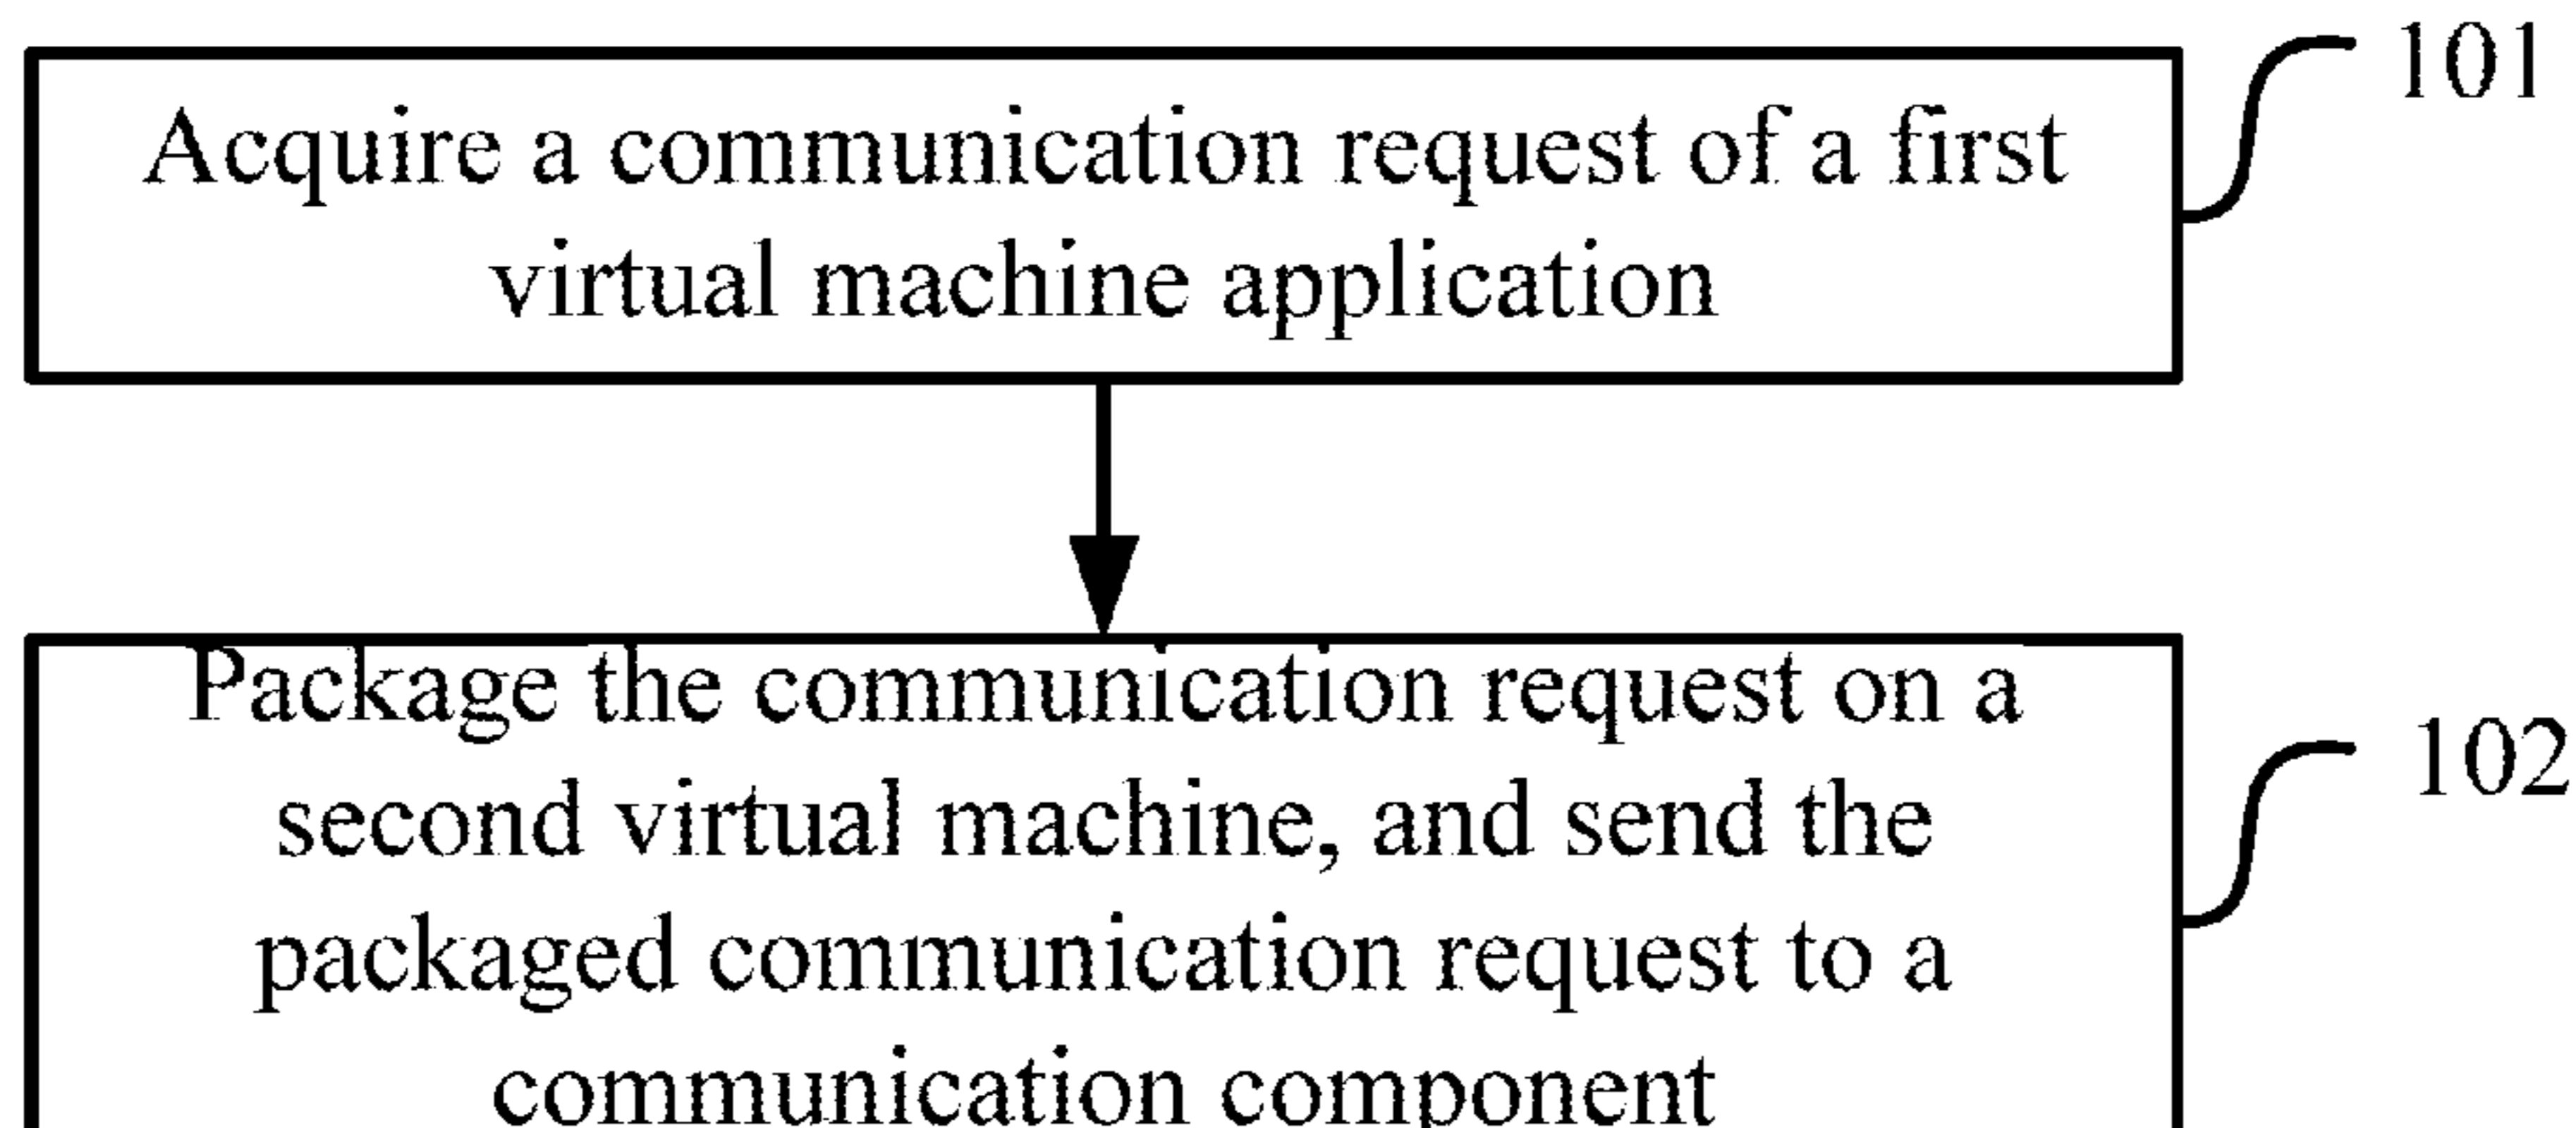 101
Acquire a communication request of a first
virtual machine application
Package the communication request on a
102
second virtual machine, and send the
packaged communication request to a
communication component